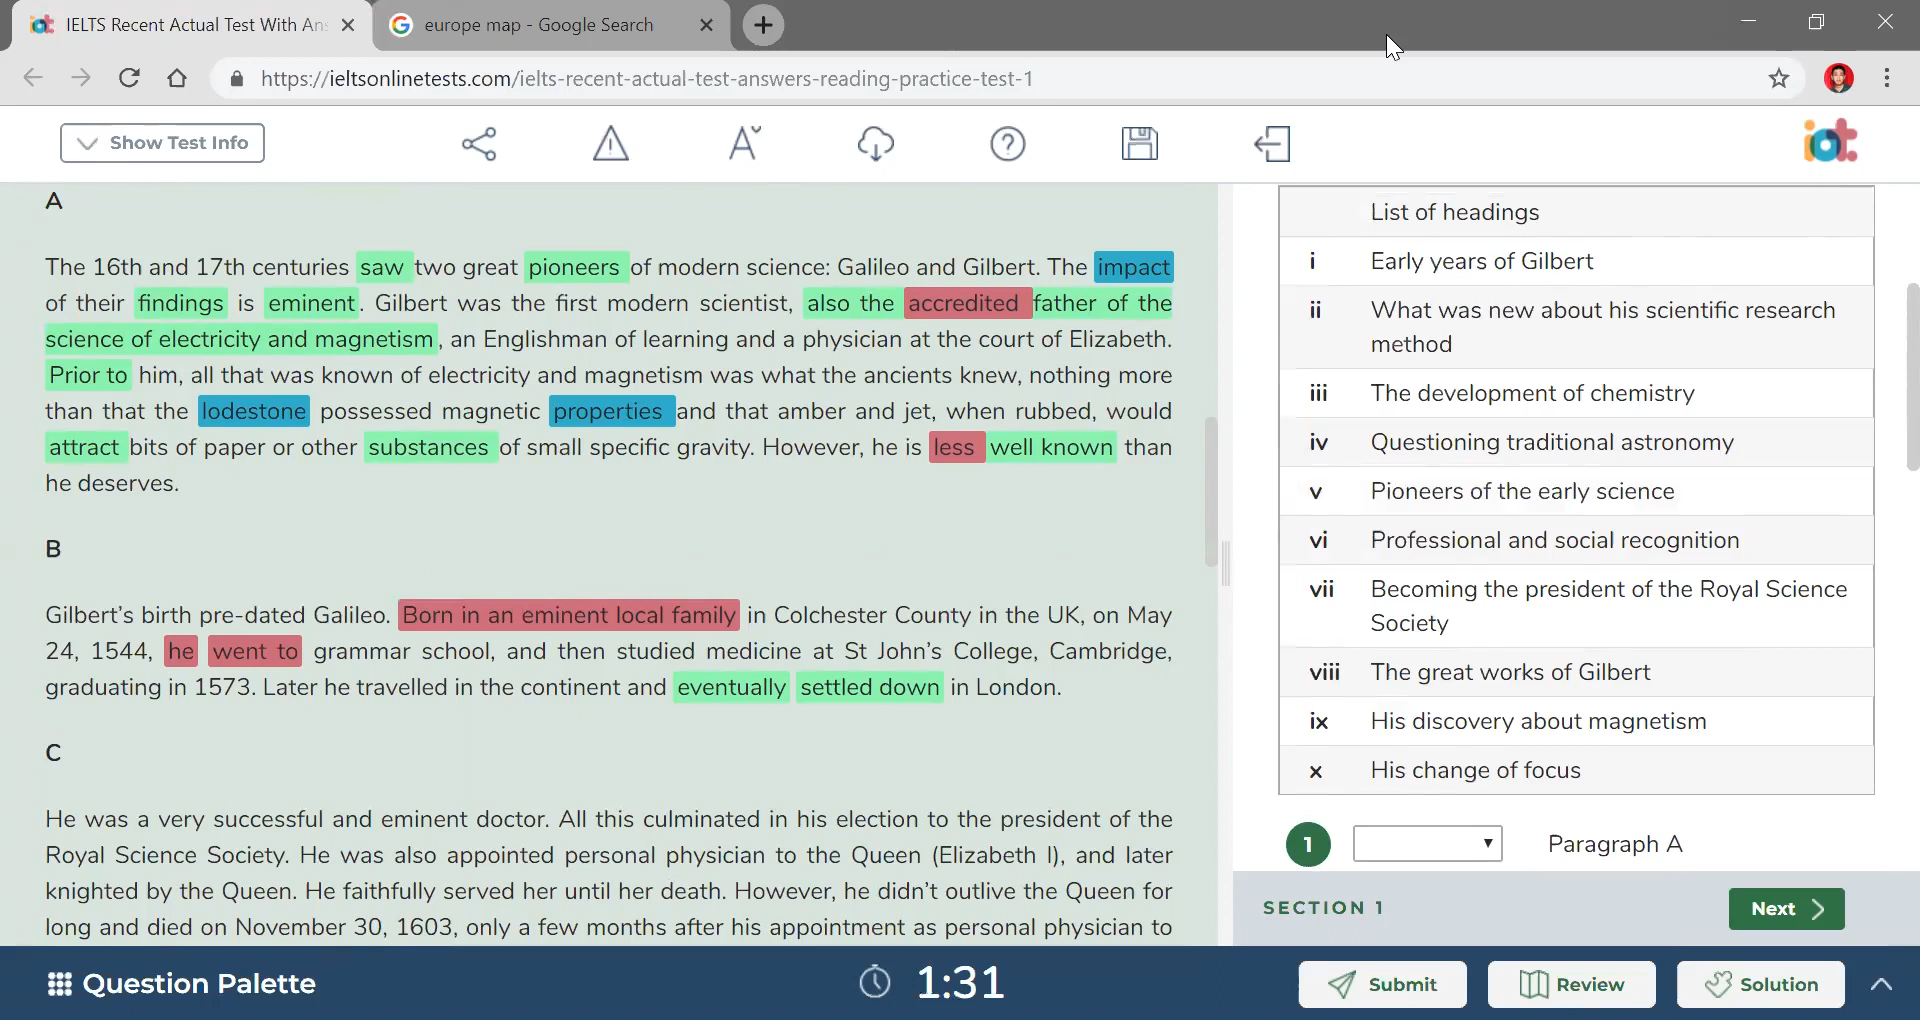 IELTS Recent Actual Test With An
europe map - Google Search
https://ieltsonlinetests.com/ielts-recent-actual-test-answers-reading-practice-test-1
Show Test Info
iot
A
The 16th and 17th centuries saw two great pioneers of modern science: Galileo and Gilbert. The impact
of their findings is eminent. Gilbert was the first modern scientist, also the accredited father of the
science of electricity and magnetism, an Englishman of learning and a physician at the court of Elizabeth.
Prior to him, all that was known of electricity and magnetism was what the ancients knew, nothing more
than that the lodestone possessed magnetic properties and that amber and jet, when rubbed, would
attract bits of paper or other substances of small specific gravity. However, he is less well known than
he deserves.
B
Gilbert's birth pre-dated Galileo. Born in an eminent local family in Colchester County in the UK, on May
24, 1544, he went to grammar school, and then studied medicine at St John's College, Cambridge,
graduating in 1573. Later he travelled in the continent and eventually settled down in London.
C
He was a very successful and eminent doctor. All this culminated in his election to the president of the
Royal Science Society. He was also appointed personal physician to the Queen (Elizabeth I), and later
knighted by the Queen. He faithfully served her until her death. However, he didn't outlive the Queen for
long and died on November 30, 1603, only a few months after his appointment as personal physician to
List of headings
i Early years of Gilbert
ii What was new about his scientific research
method
iii The development of chemistry
iv Questioning traditional astronomy
v Pioneers of the early science
vi Professional and social recognition
vii Becoming the president of the Royal Science
Society
viii The great works of Gilbert
ix His discovery about magnetism
x His change of focus
1 Paragraph A
SECTION 1
Next
Question Palette
1:31
Submit
Review
Solution